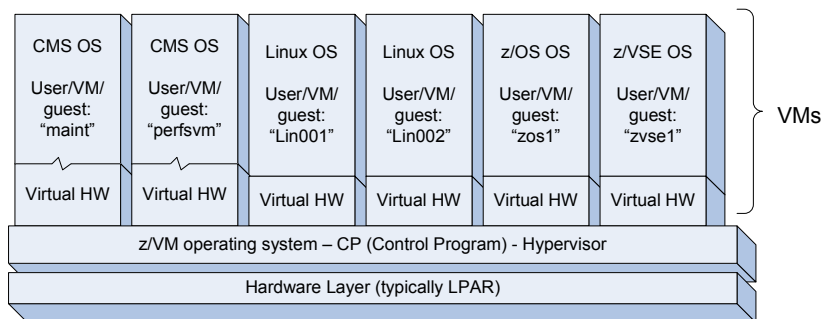 CMS OS
User/VM/
guest:
“maint”
Virtual HW
CMS OS
User/VM/
guest:
“perfsvm”
Virtual HW
Linux OS
User/VM/
guest:
“Lin001”
Virtual HW
Linux OS
User/VM/
guest:
“Lin002”
Virtual HW
z/OS OS
User/VM/
guest:
“zos1”
Virtual HW
z/VSE OS
User/VM/
guest:
“zvse1”
Virtual HW
VMs
z/VM operating system – CP (Control Program) - Hypervisor
Hardware Layer (typically LPAR)